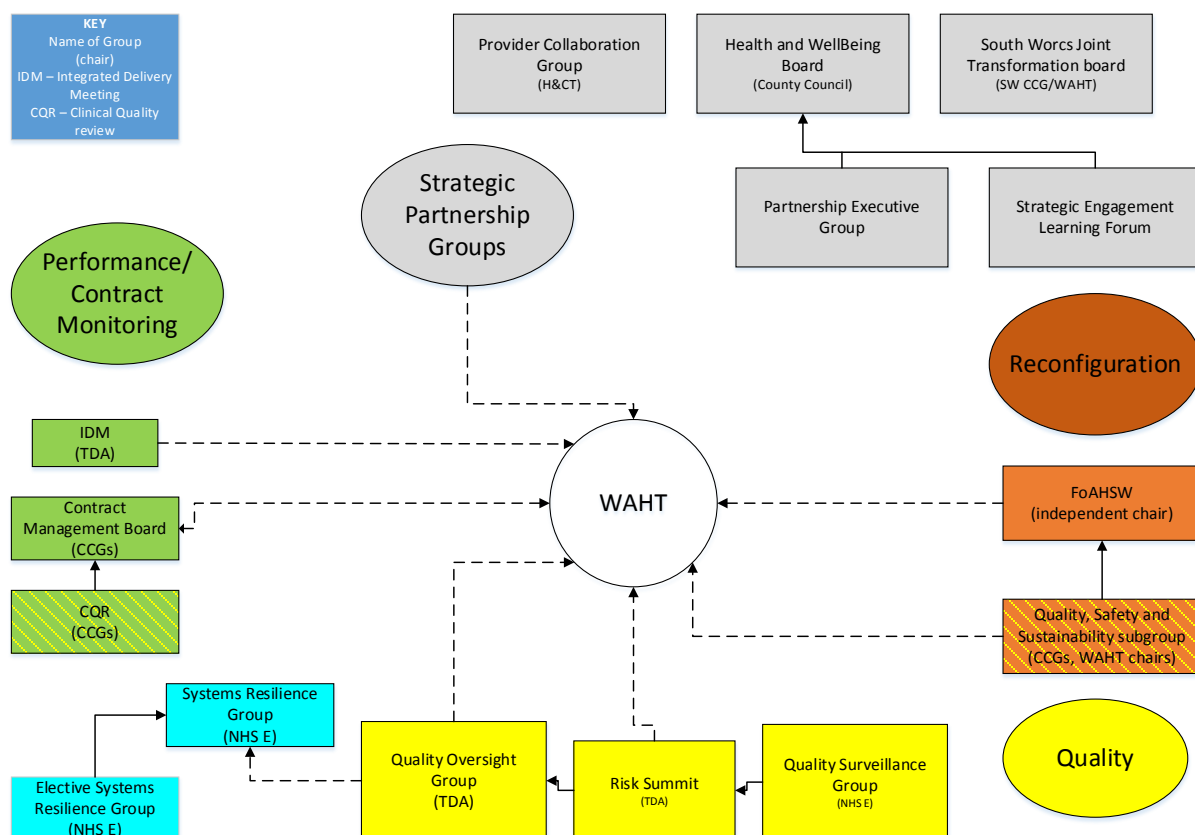 KEY
Name of Group
(chair)
IDM – Integrated Delivery
Meeting
CQR – Clinical Quality
review
Provider Collaboration
Group
(H&CT)
Health and WellBeing
Board
(County Council)
South Worcs Joint
Transformation board
(SW CCG/WAHT)
Strategic
Partnership
Groups
Partnership Executive
Group
Strategic Engagement
Learning Forum
Performance/
Contract
Monitoring
Reconfiguration
IDM
(TDA)
WAHT
Contract
Management Board
(CCGs)
FoAHSW
(independent chair)
CQR
(CCGs)
Quality, Safety and
Sustainability subgroup
(CCGs, WAHT chairs)
Systems Resilience
Group
(NHS E)
Quality Oversight
Group
(TDA)
Risk Summit
(TDA)
Quality Surveillance
Group
(NHS E)
Quality
Elective Systems
Resilience Group
(NHS E)